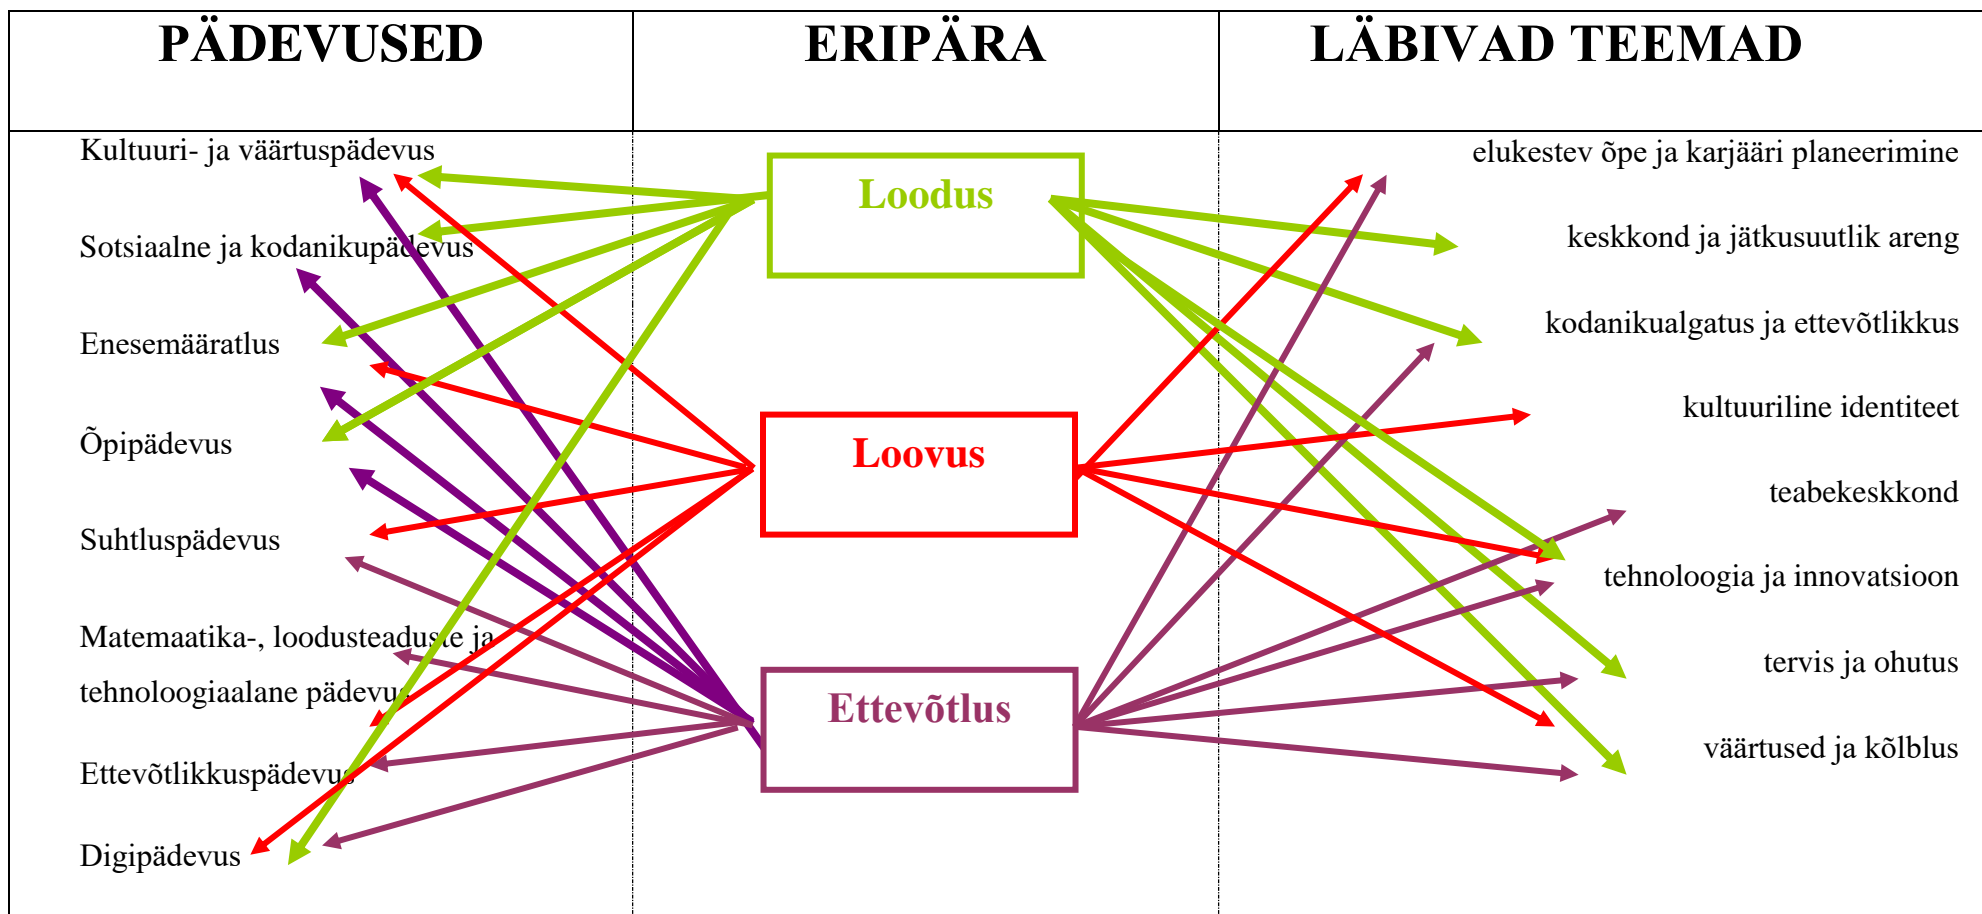 PÄDEVUSED
ERIPÄRA
LÄBIVAD TEEMAD
Kultuuri- ja väärtuspädevus
Sotsiaalne ja kodanikupädevus
Enesemääratlus
Õpipädevus
Suhtluspädevus
Matemaatika-, loodusteaduste ja
tehnoloogiaalane pädevus
Ettevõtlikkuspädevus
Digipädevus
Loodus
Loovus
Ettevõtlus
elukestev õpe ja karjääri planeerimine
keskkond ja jätkusuutlik areng
kodanikualgatus ja ettevõtlikkus
kultuuriline identiteet
teabekeskkond
tehnoloogia ja innovatsioon
tervis ja ohutus
väärtused ja kõlblus